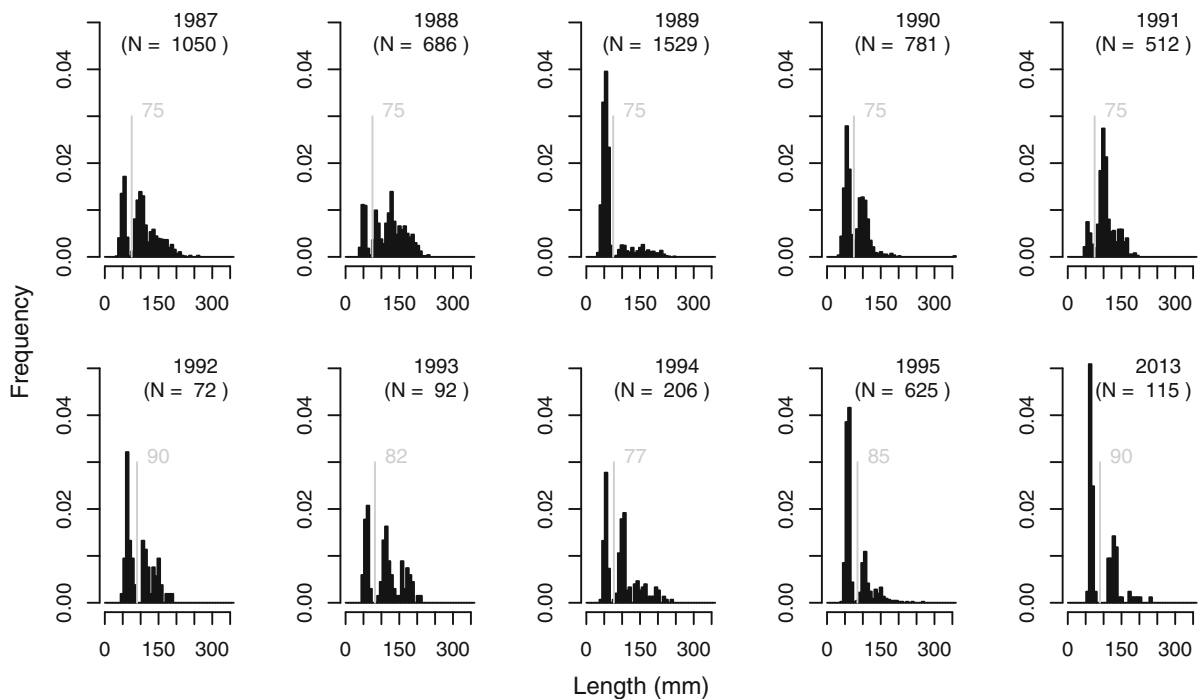 1987
(N = 1050 )
1988
(N = 686 )
1989
(N = 1529 )
1990
(N = 781 )
1991
(N = 512 )
75
75
75
75
75
0.04
0.02
0.00
0.04
0.02
0.00
0.04
0.02
0.00
0.04
0.02
0.00
0.04
0.02
0.00
0 150 300
0 150 300
0 150 300
0 150 300
0 150 300
Frequency
1992
(N = 72 )
1993
(N = 92 )
1994
(N = 206 )
1995
(N = 625 )
2013
(N = 115 )
90
82
77
85
90
0.04
0.02
0.00
0.04
0.02
0.00
0.04
0.02
0.00
0.04
0.02
0.00
0.04
0.02
0.00
0 150 300
0 150 300
0 150 300
0 150 300
0 150 300
Length (mm)